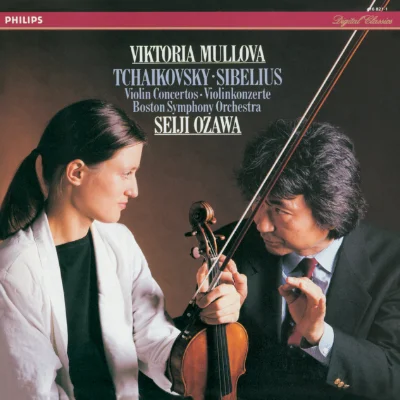 PHILIPS
Digital Classics
VIKTORIA MULLOVA
TCHAIKOVSKY · SIBELIUS
Violin Concertos · Violinkonzerte
Boston Symphony Orchestra
SEIJI OZAWA